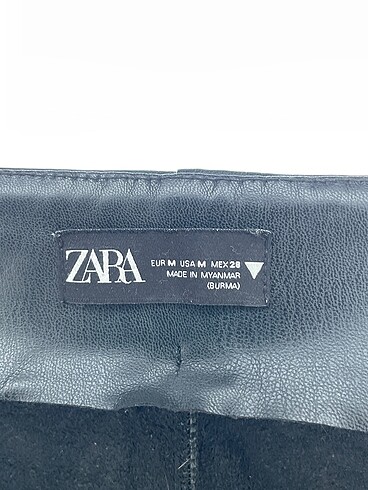 ZARA
EUR M USA M MEX 28
MADE IN MYANMAR
(BURMA)